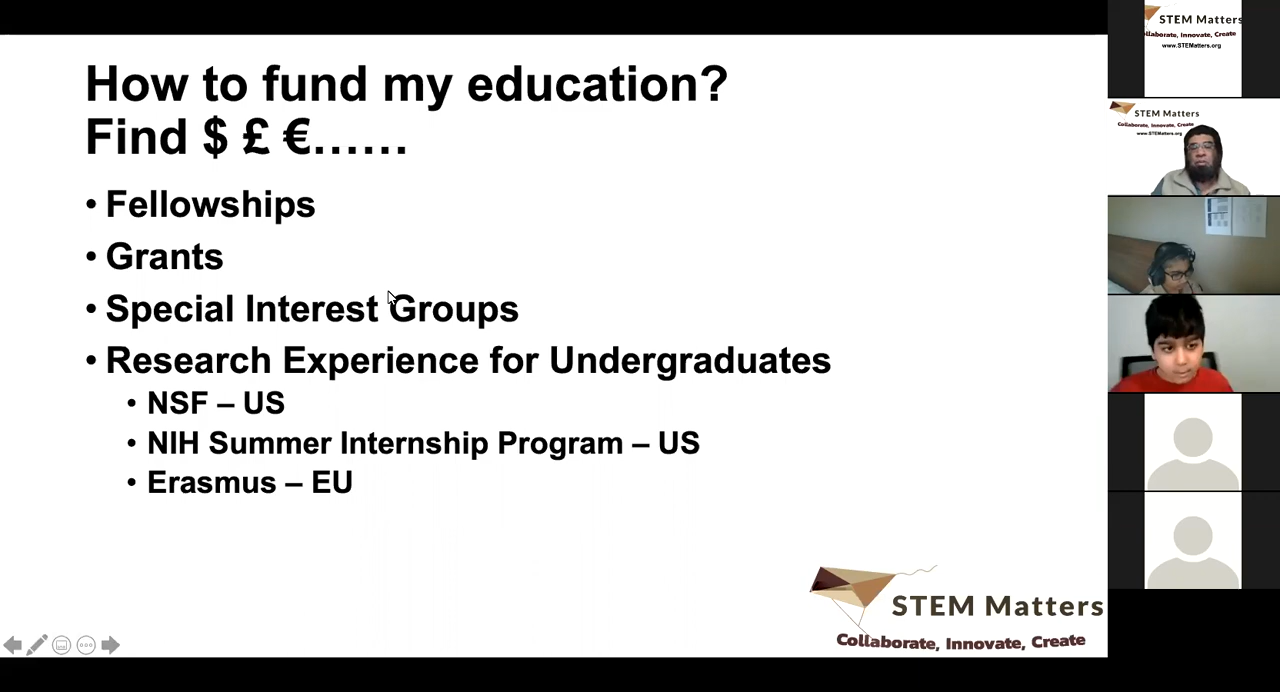 How to fund my education?
Find $ £ €......
• Fellowships
• Grants
• Special Interest Groups
• Research Experience for Undergraduates
• NSF – US
• NIH Summer Internship Program – US
• Erasmus – EU
STEM Matters
Collaborate, Innovate, Create
STEM Matters
ollaborate, Innovate, Create
www.STEMatters.org
STEM Matters
Collaborate, Innovate, Create
www.STEMatters.org